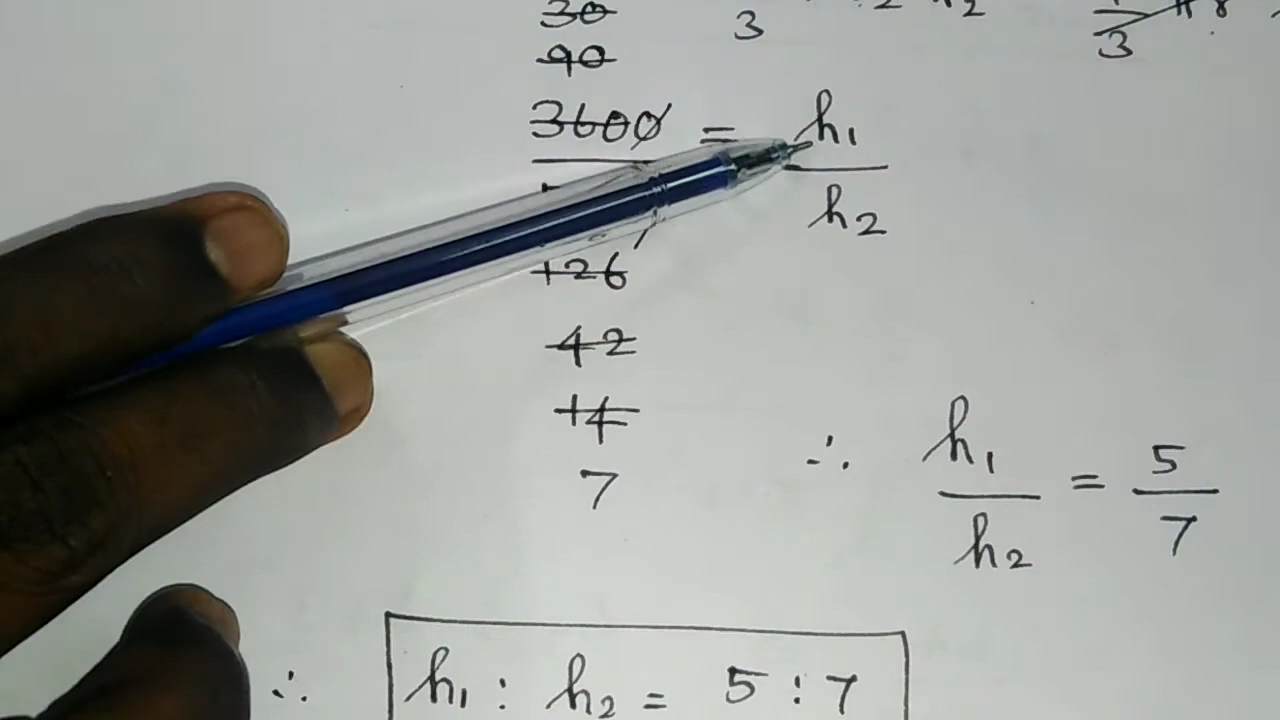 30
90
3
3
3600 = h₁
h₂
126
42
14
7
∴ h₁ / h₂ = 5 / 7
∴ h₁ : h₂ = 5 : 7